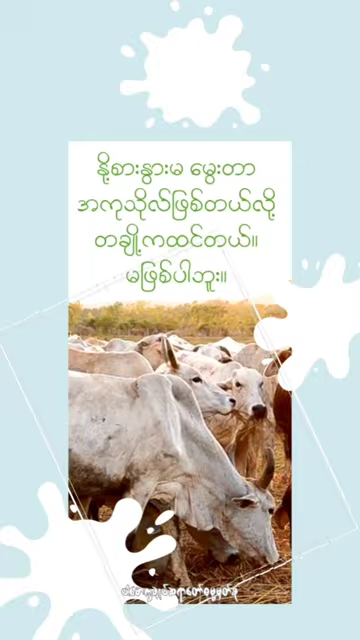 နို့စားနွားမ မွေးတာ
အကုသိုလ်ဖြစ်တယ်လို့
တချို့ကထင်တယ်။
မဖြစ်ပါဘူး။